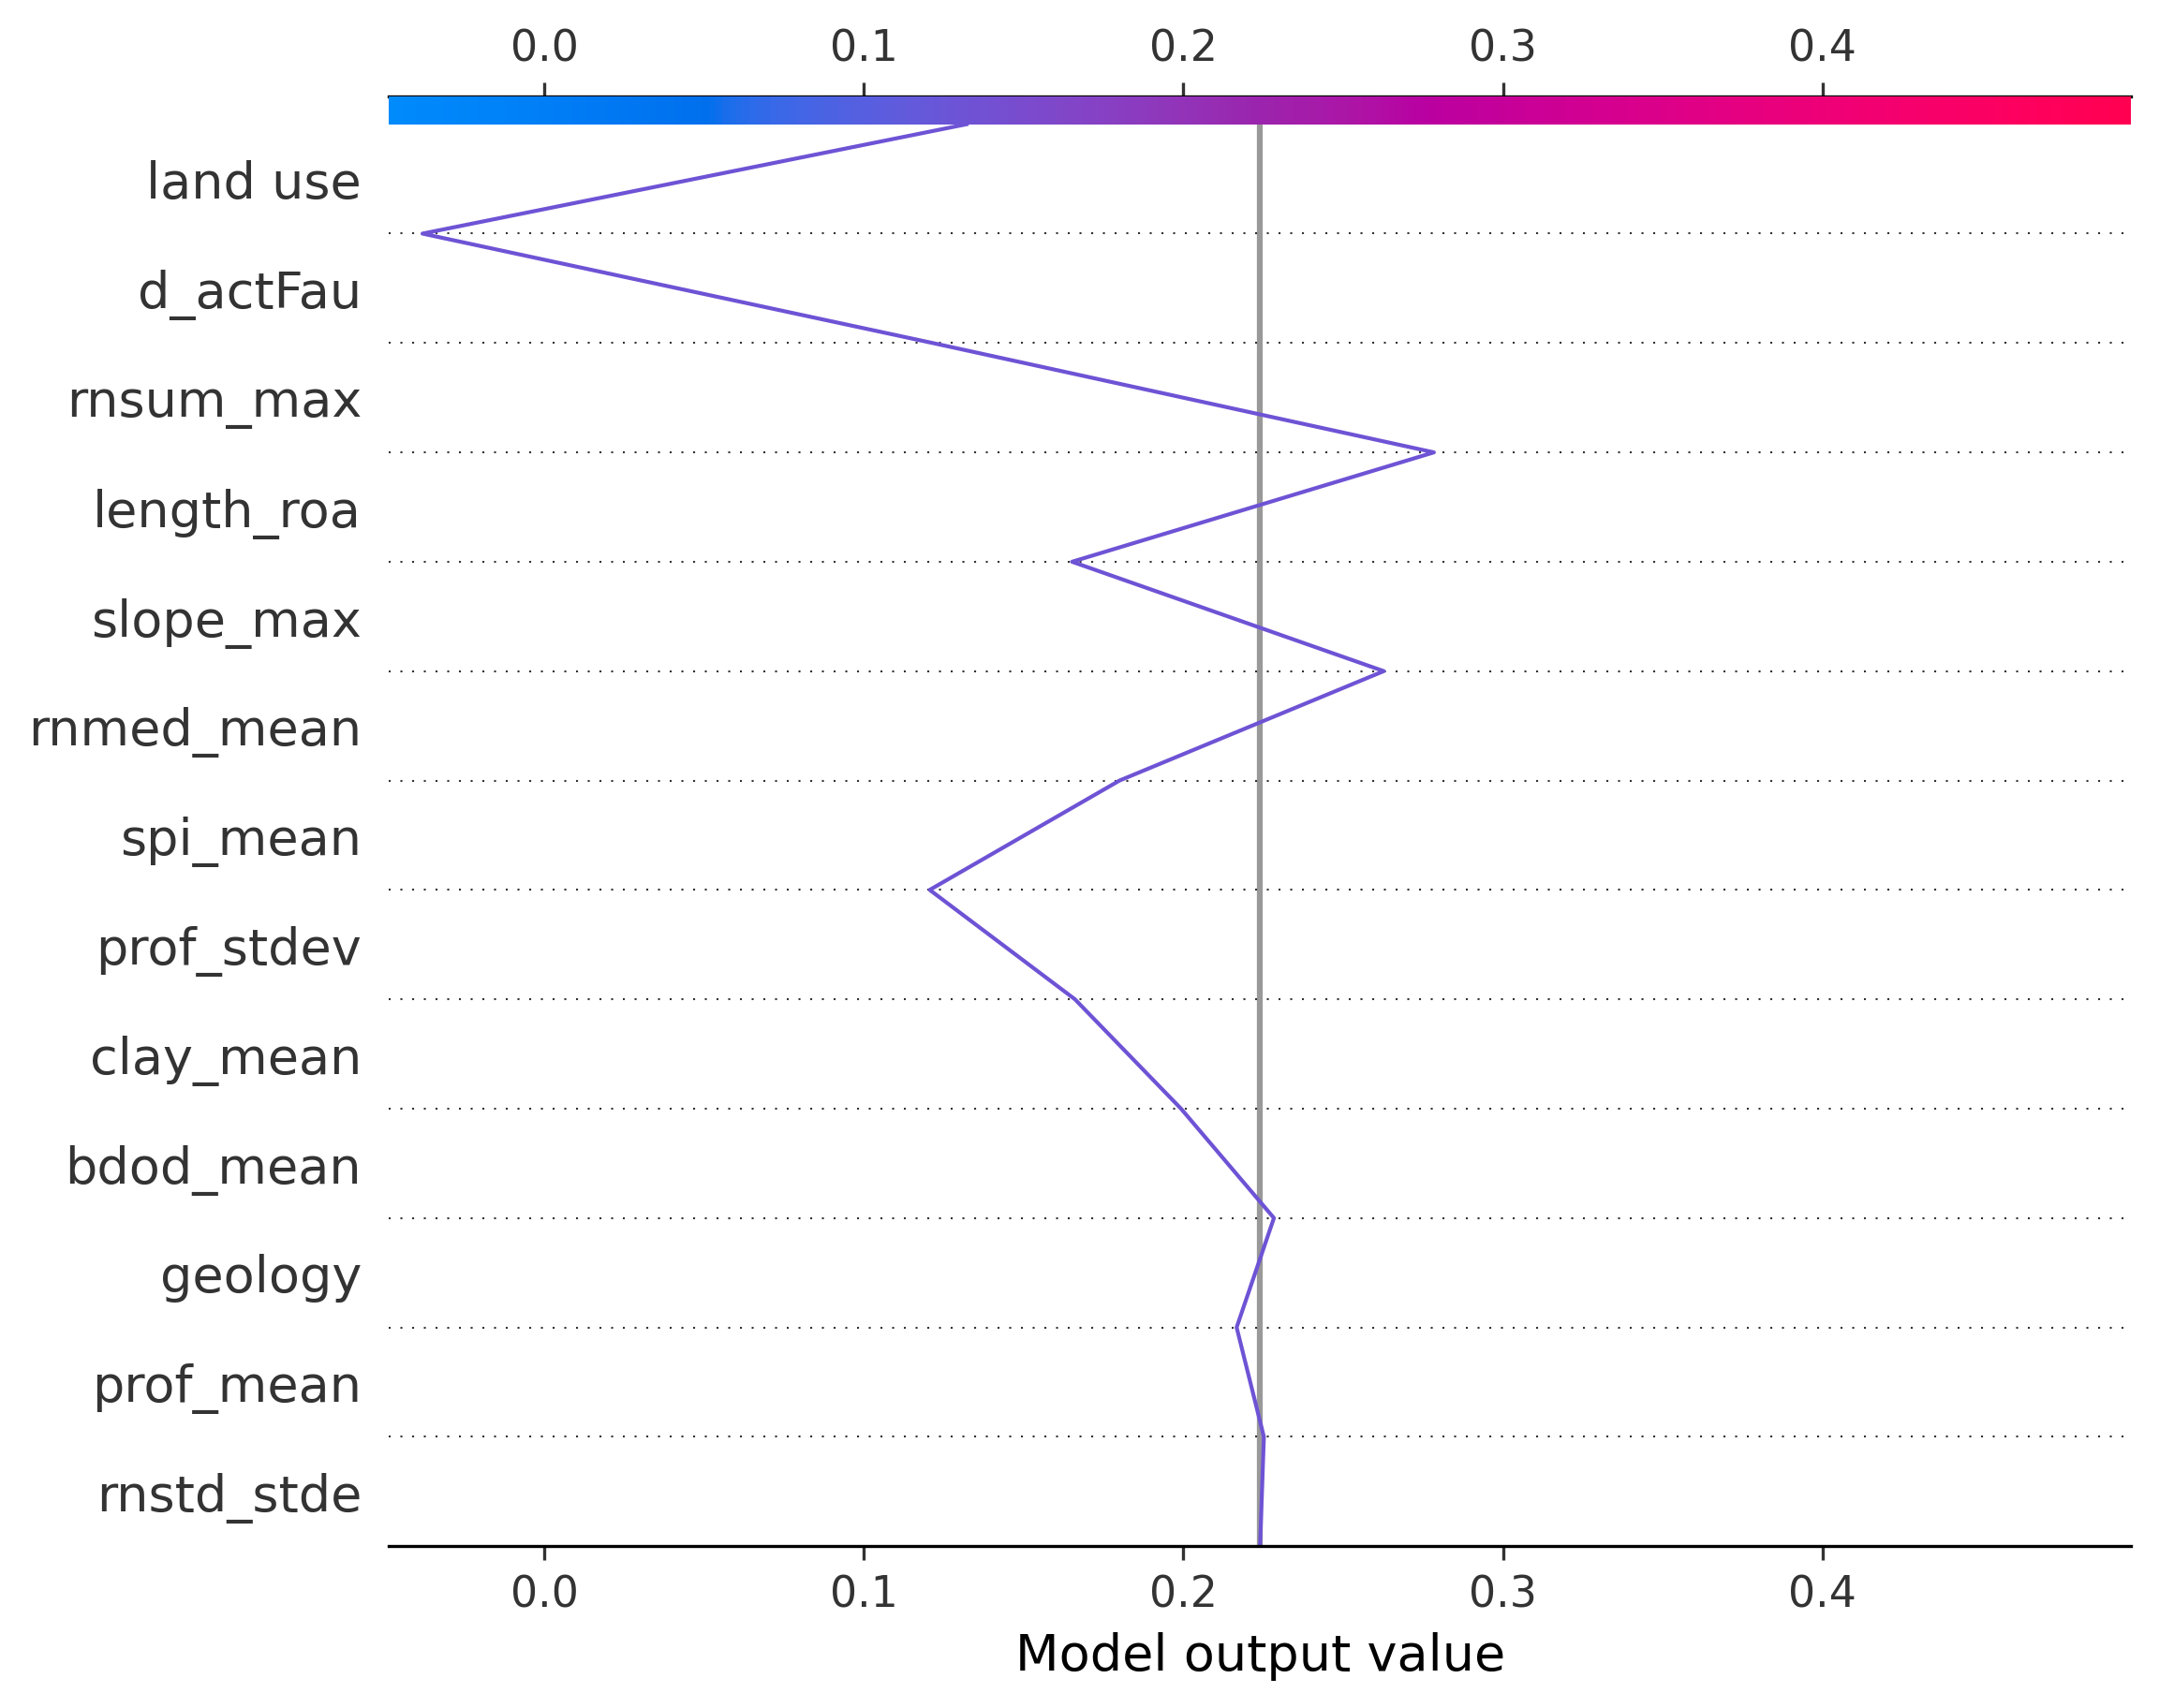 0.0 0.1 0.2 0.3 0.4
land use
d_actFau
rnsum_max
length_roa
slope_max
rnmed_mean
spi_mean
prof_stdev
clay_mean
bdod_mean
geology
prof_mean
rnstd_stde
0.0 0.1 0.2 0.3 0.4
Model output value